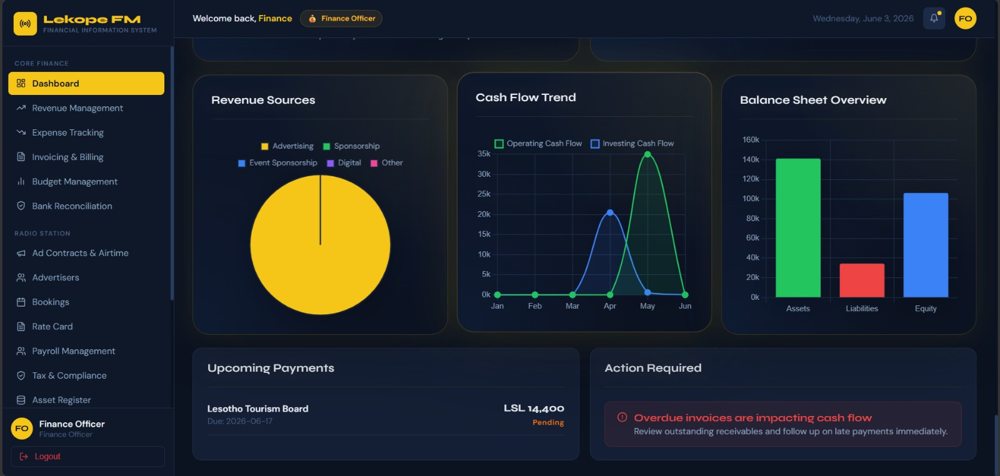 Lekope FM
FINANCIAL INFORMATION SYSTEM
Welcome back, Finance
Finance Officer
Wednesday, June 3, 2026
FO
CORE FINANCE
Dashboard
Revenue Management
Expense Tracking
Invoicing & Billing
Budget Management
Bank Reconciliation
RADIO STATION
Ad Contracts & Airtime
Advertisers
Bookings
Rate Card
Payroll Management
Tax & Compliance
Asset Register
FO
Finance Officer
Finance Officer
Logout
Revenue Sources
Advertising
Sponsorship
Event Sponsorship
Digital
Other
Cash Flow Trend
Operating Cash Flow
Investing Cash Flow
35k
30k
25k
20k
15k
10k
5k
0k
Jan
Feb
Mar
Apr
May
Jun
Balance Sheet Overview
160k
140k
120k
100k
80k
60k
40k
20k
0k
Assets
Liabilities
Equity
Upcoming Payments
Lesotho Tourism Board
LSL 14,400
Due: 2026-06-17
Pending
Action Required
Overdue invoices are impacting cash flow
Review outstanding receivables and follow up on late payments immediately.